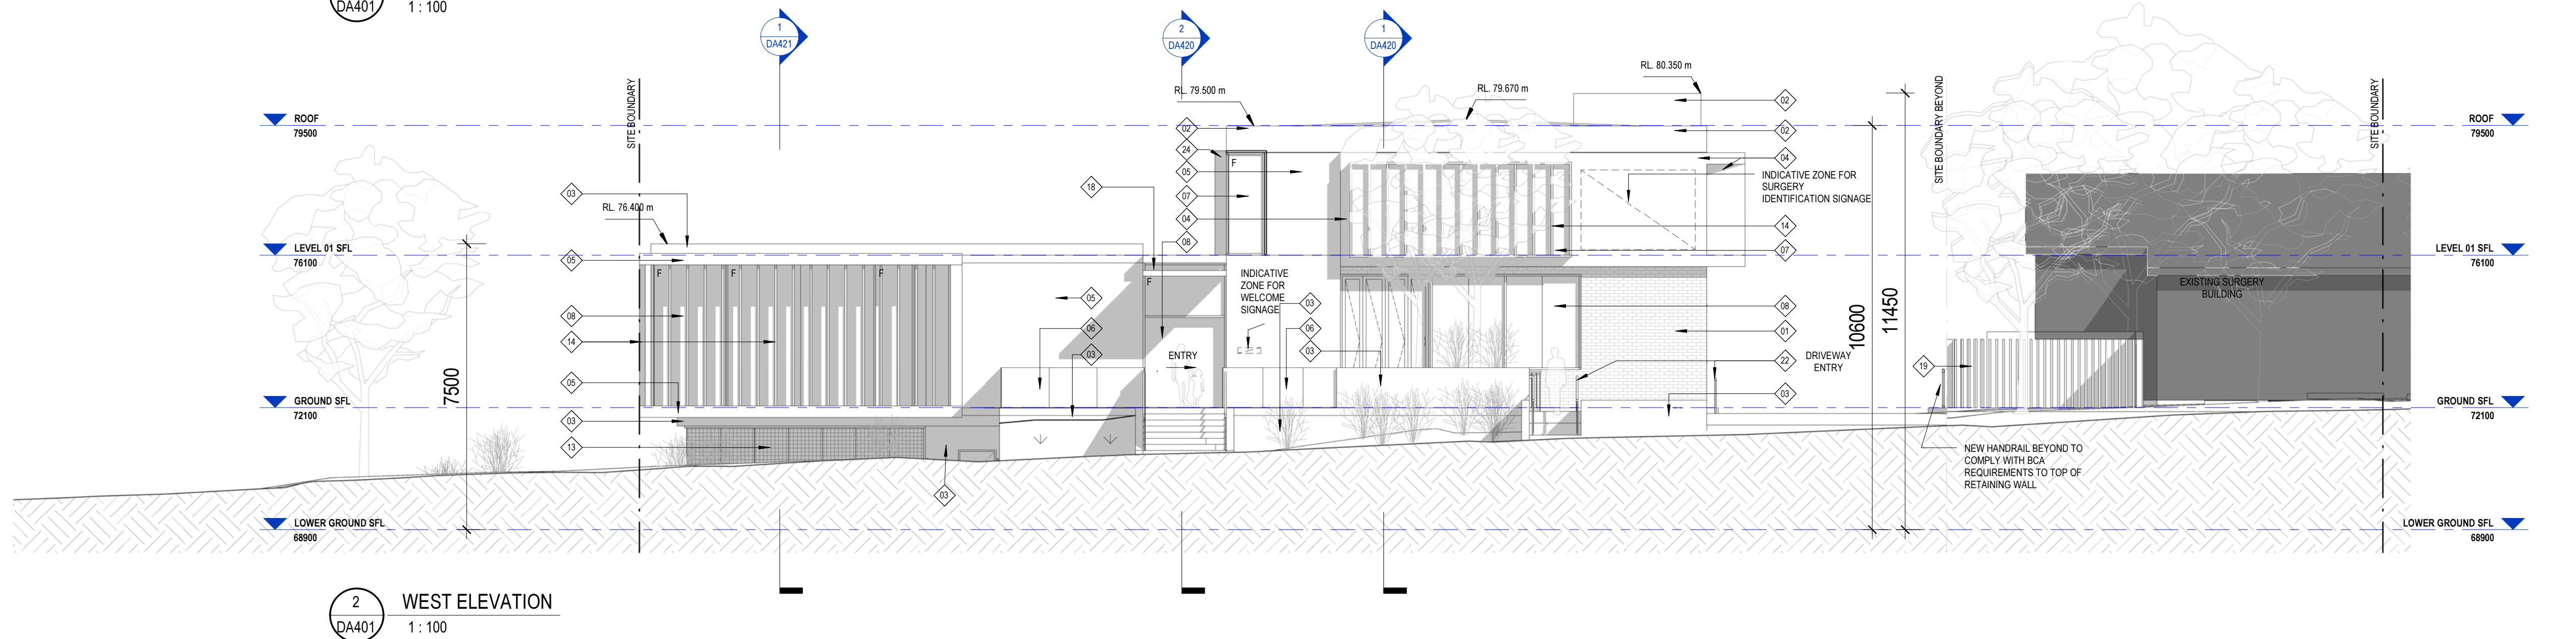 DA401
1 : 100
1
DA421
2
DA420
1
DA420
RL. 80.350 m
RL. 79.500 m
RL. 79.670 m
ROOF
79500
SITE BOUNDARY
SITE BOUNDARY BEYOND
SITE BOUNDARY
ROOF
79500
02
24
05
07
04
08
F
02
02
04
INDICATIVE ZONE FOR
SURGERY
IDENTIFICATION SIGNAGE
14
07
03
18
RL. 76.400 m
LEVEL 01 SFL
76100
LEVEL 01 SFL
76100
05
F
F
F
F
INDICATIVE
ZONE FOR
WELCOME
SIGNAGE
EXISTING SURGERY
BUILDING
08
14
05
06
03
03
06
03
ENTRY
08
01
22
DRIVEWAY
ENTRY
03
10600
11450
19
7500
05
03
13
03
GROUND SFL
72100
GROUND SFL
72100
NEW HANDRAIL BEYOND TO
COMPLY WITH BCA
REQUIREMENTS TO TOP OF
RETAINING WALL
LOWER GROUND SFL
68900
LOWER GROUND SFL
68900
2
DA401
WEST ELEVATION
1 : 100